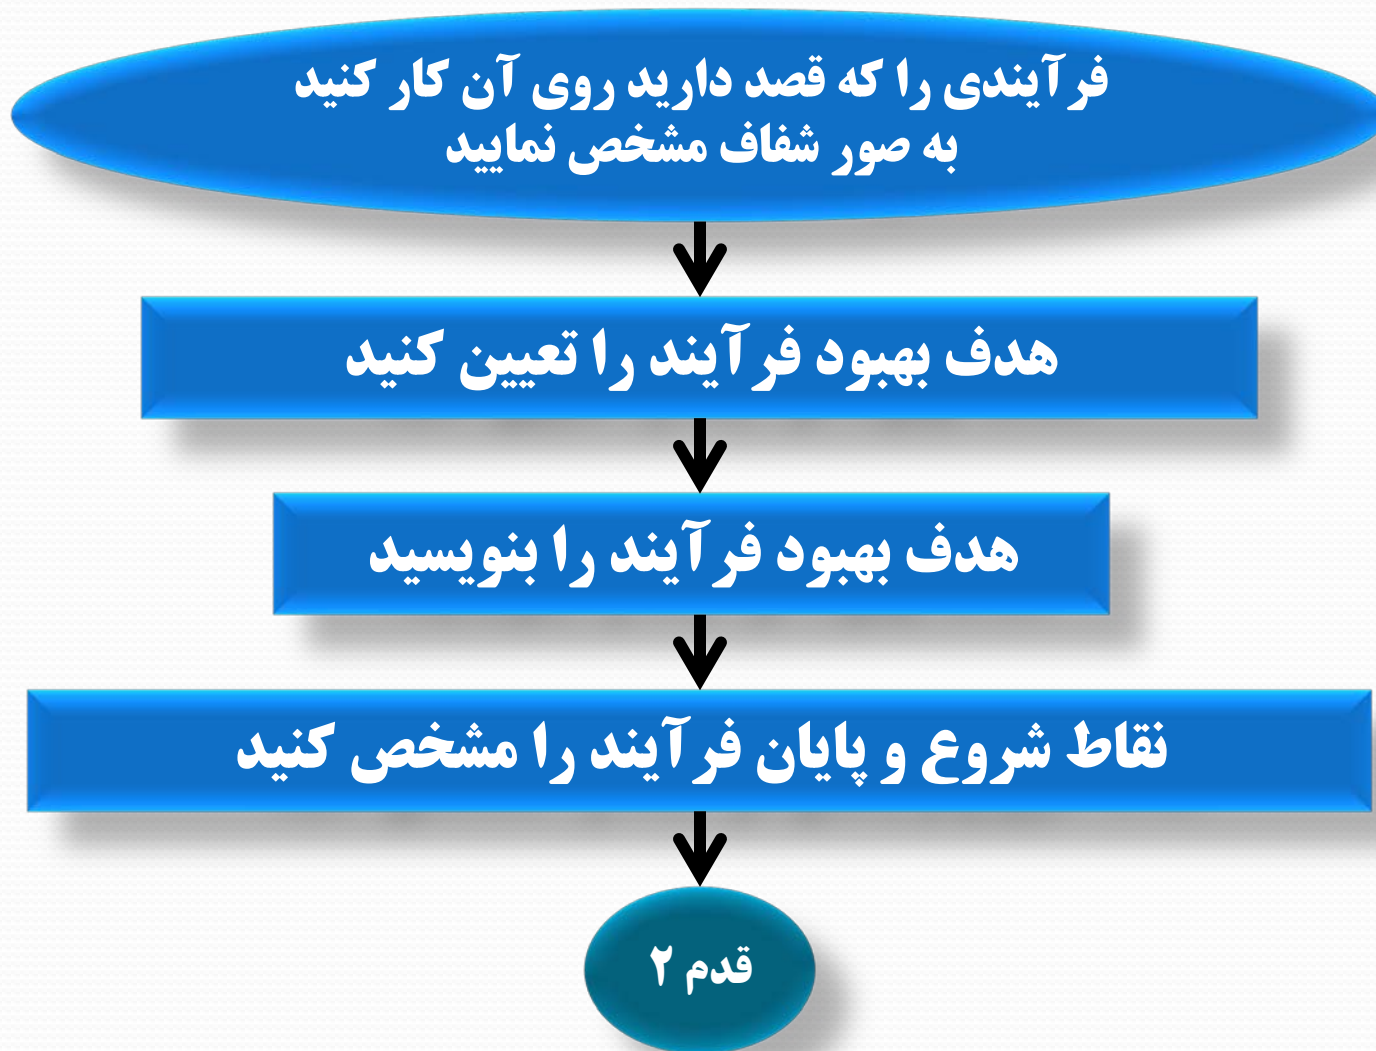 فرآیندی را که قصد دارید روی آن کار کنید
به صور شفاف مشخص نمایید
هدف بهبود فرآیند را تعیین کنید
هدف بهبود فرآیند را بنویسید
نقاط شروع و پایان فرآیند را مشخص کنید
قدم ۲